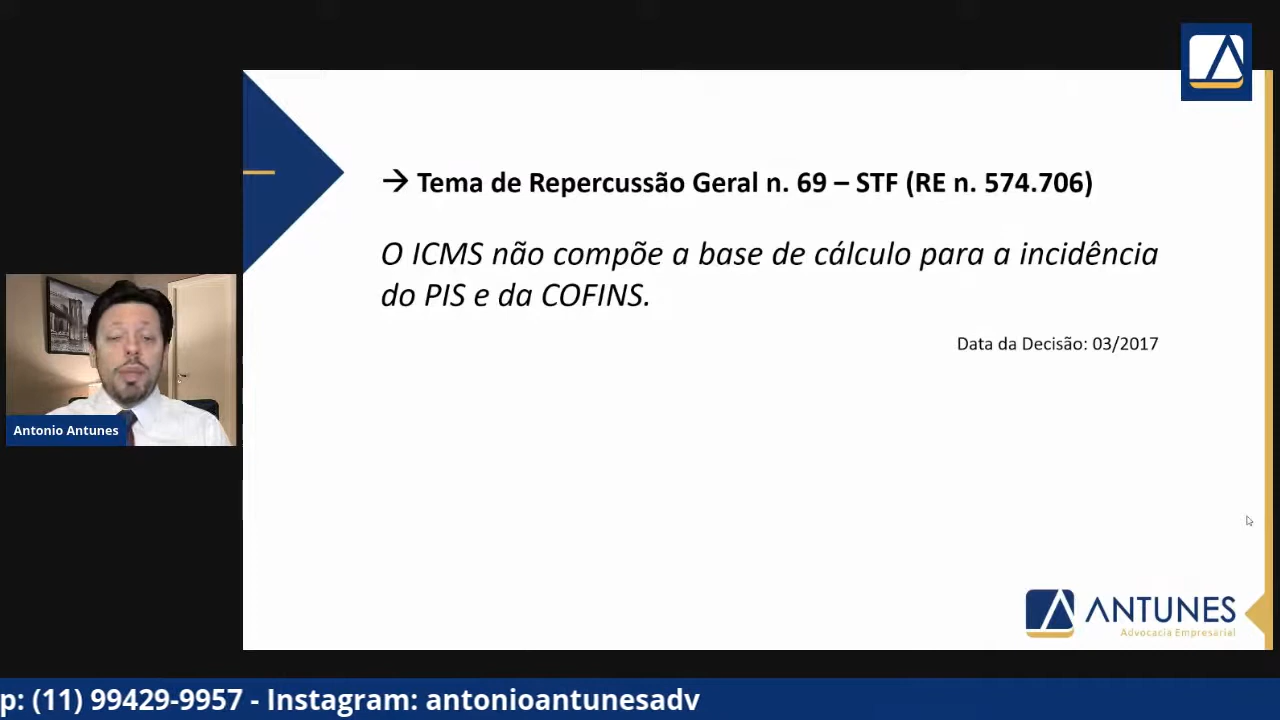 → Tema de Repercussão Geral n. 69 – STF (RE n. 574.706)
O ICMS não compõe a base de cálculo para a incidência
do PIS e da COFINS.
Data da Decisão: 03/2017
Antonio Antunes
ANTUNES
Advocacia Empresarial
p: (11) 99429-9957 - Instagram: antonioantunesadv